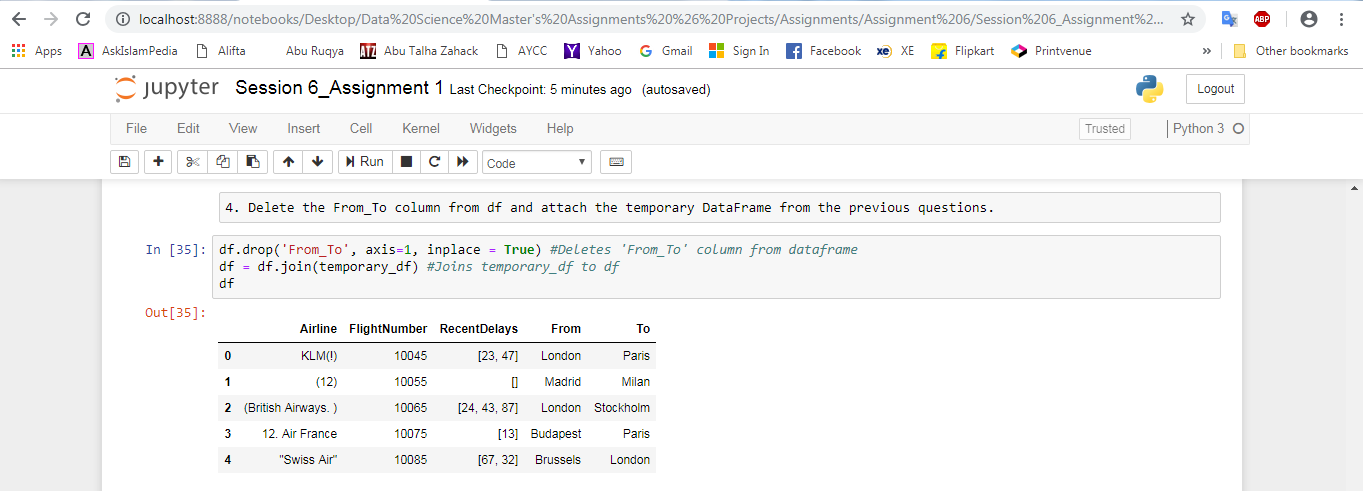 localhost:8888/notebooks/Desktop/Data%20Science%20Master's%20Assignments%20%26%20Projects/Assignments/Assignment%206/Session%206_Assignment%2... ABP
Apps A AskIslamPedia Alifta Abu Ruqya ATZ Abu Talha Zahack AYCC Y Yahoo G Gmail Sign In f Facebook xe XE f Flipkart Printvenue » Other bookmarks
jupyter Session 6_Assignment 1 Last Checkpoint: 5 minutes ago (autosaved) Logout
File Edit View Insert Cell Kernel Widgets Help Trusted Python 3
Run Code
4. Delete the From_To column from df and attach the temporary DataFrame from the previous questions.
In [35]: df.drop('From_To', axis=1, inplace = True) #Deletes 'From_To' column from dataframe
df = df.join(temporary_df) #Joins temporary_df to df
df
Out[35]:
Airline FlightNumber RecentDelays From To
0 KLM(!) 10045 [23, 47] London Paris
1 (12) 10055 [] Madrid Milan
2 (British Airways. ) 10065 [24, 43, 87] London Stockholm
3 12. Air France 10075 [13] Budapest Paris
4 "Swiss Air" 10085 [67, 32] Brussels London